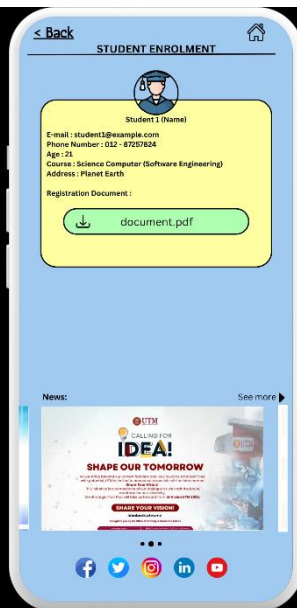 < Back
STUDENT ENROLMENT
Student 1 (Name)
E-mail : student1@example.com
Phone Number : 012 - 87257824
Age : 21
Course : Science Computer (Software Engineering)
Address : Planet Earth
Registration Document :
document.pdf
News:
See more
UTM
CALLING FOR
IDEA!
SHAPE OUR TOMORROW
SHARE YOUR VISION!